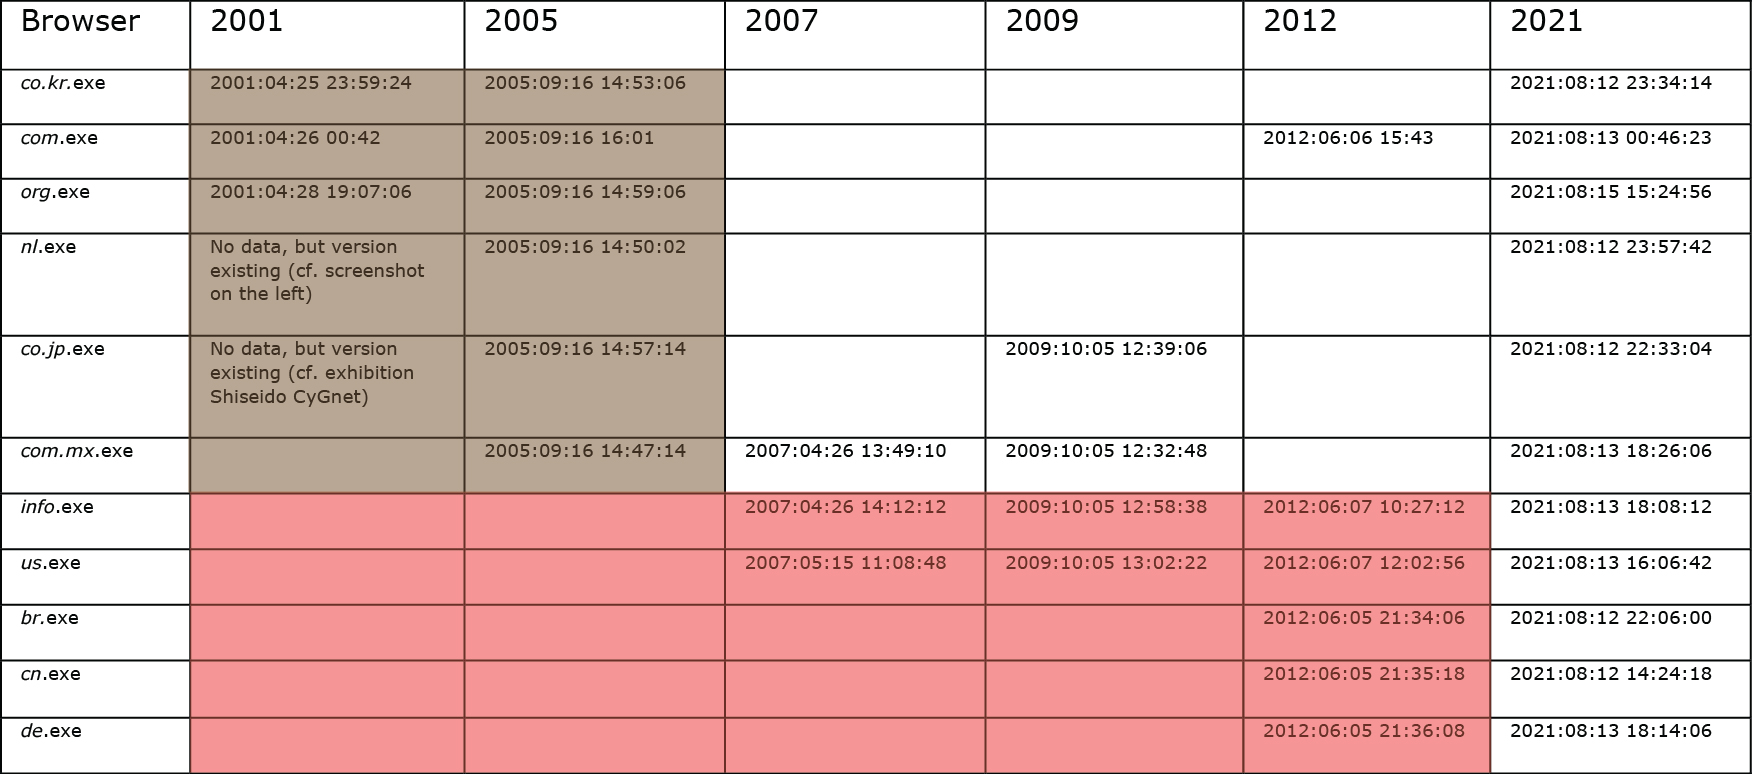 Browser 2001 2005 2007 2009 2012 2021
co.kr.exe 2001:04:25 23:59:24 2005:09:16 14:53:06 2021:08:12 23:34:14
com.exe 2001:04:26 00:42 2005:09:16 16:01 2012:06:06 15:43 2021:08:13 00:46:23
org.exe 2001:04:28 19:07:06 2005:09:16 14:59:06 2021:08:15 15:24:56
nl.exe No data, but version 2005:09:16 14:50:02 2021:08:12 23:57:42
existing (cf. screenshot
on the left)
co.jp.exe No data, but version 2005:09:16 14:57:14 2009:10:05 12:39:06 2021:08:12 22:33:04
existing (cf. exhibition
Shiseido CyGnet)
com.mx.exe 2005:09:16 14:47:14 2007:04:26 13:49:10 2009:10:05 12:32:48 2021:08:13 18:26:06
info.exe 2007:04:26 14:12:12 2009:10:05 12:58:38 2012:06:07 10:27:12 2021:08:13 18:08:12
us.exe 2007:05:15 11:08:48 2009:10:05 13:02:22 2012:06:07 12:02:56 2021:08:13 16:06:42
br.exe 2012:06:05 21:34:06 2021:08:12 22:06:00
cn.exe 2012:06:05 21:35:18 2021:08:12 14:24:18
de.exe 2012:06:05 21:36:08 2021:08:13 18:14:06